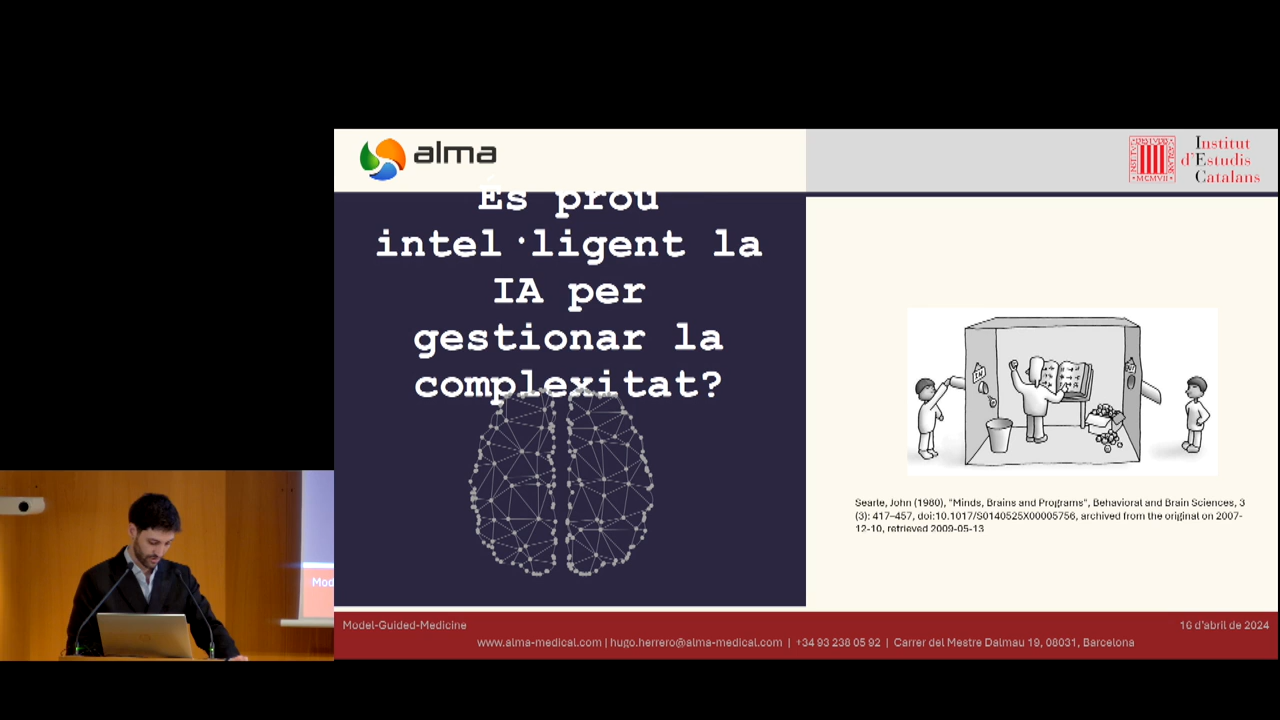 alma
Institut
d'Estudis
Catalans
És prou
intel·ligent la
IA per
gestionar la
complexitat?
Searle, John (1980), "Minds, Brains and Programs", Behavioral and Brain Sciences, 3
(3): 417–457, doi:10.1017/S0140525X00005756, archived from the original on 2007-
12-10, retrieved 2009-05-13
Mod
Model-Guided-Medicine
16 d'abril de 2024
www.alma-medical.com | hugo.herrero@alma-medical.com | +34 93 238 05 92 | Carrer del Mestre Dalmau 19, 08031, Barcelona